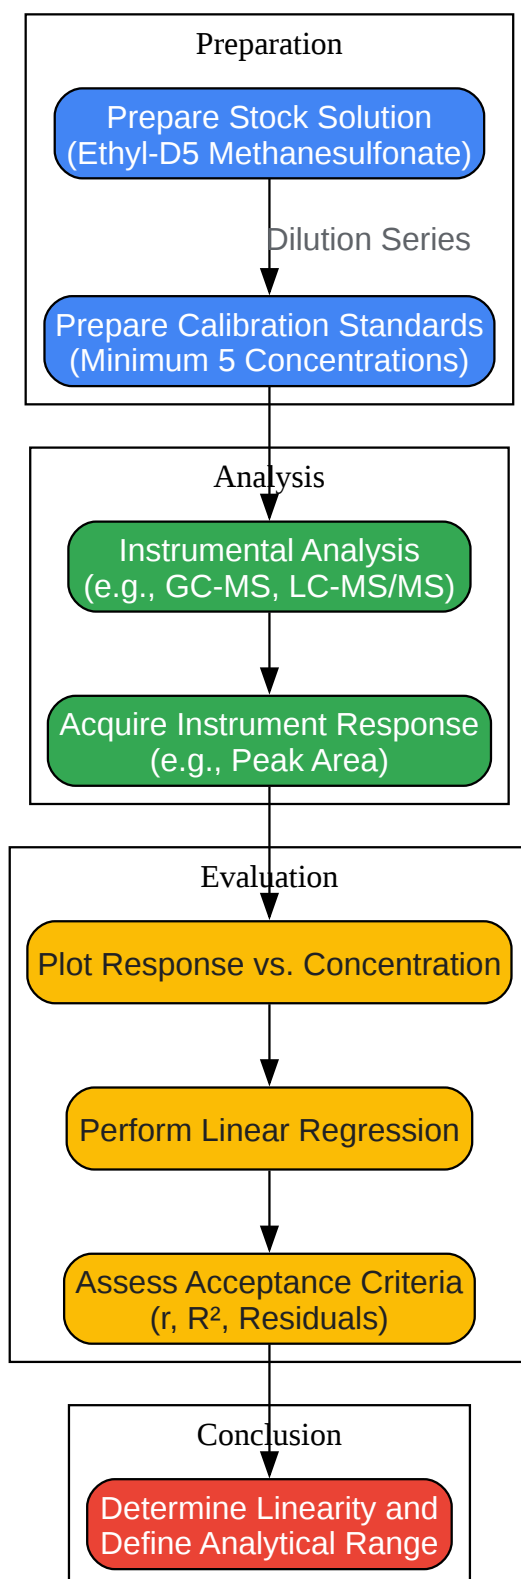 Preparation
Prepare Stock Solution
(Ethyl-D5 Methanesulfonate)
Dilution Series
Prepare Calibration Standards
(Minimum 5 Concentrations)
Analysis
Instrumental Analysis
(e.g., GC-MS, LC-MS/MS)
Acquire Instrument Response
(e.g., Peak Area)
Evaluation
Plot Response vs. Concentration
Perform Linear Regression
Assess Acceptance Criteria
(r, R², Residuals)
Conclusion
Determine Linearity and
Define Analytical Range